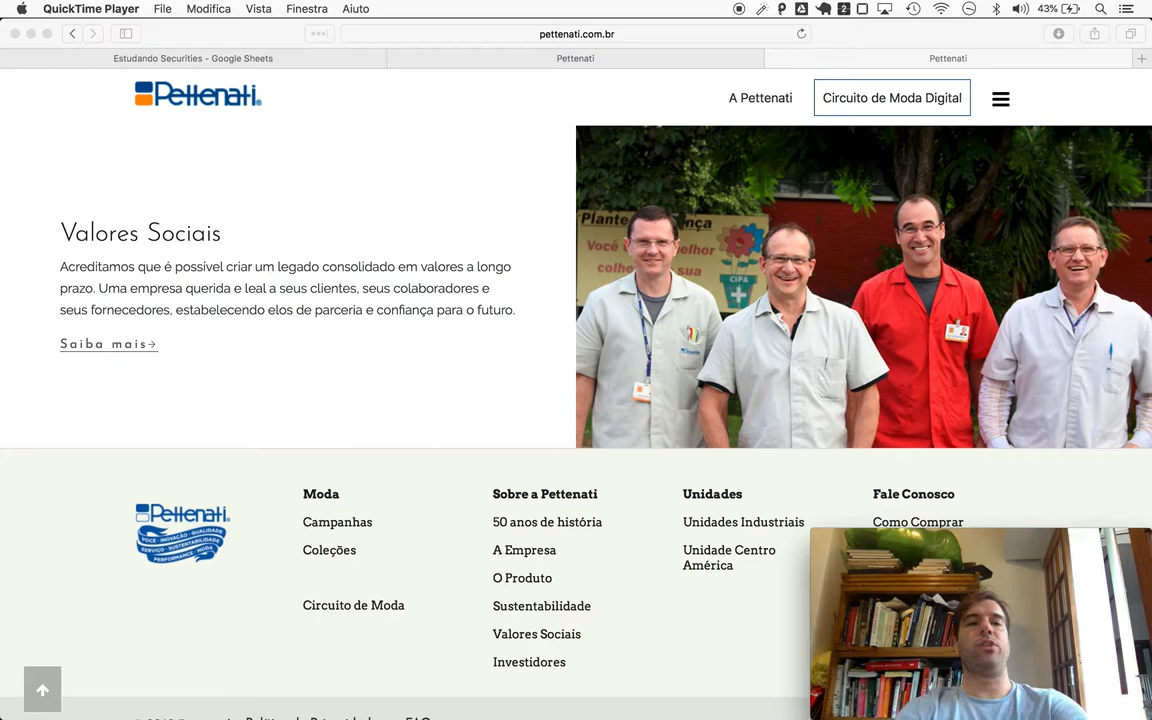 QuickTime Player File Modifica Vista Finestra Aiuto 2 43%
pettenati.com.br
Estudando Securities - Google Sheets Pettenati Pettenati
Pettenati A Pettenati Circuito de Moda Digital
Valores Sociais
Acreditamos que é possível criar um legado consolidado em valores a longo
prazo. Uma empresa querida e leal a seus clientes, seus colaboradores e
seus fornecedores, estabelecendo elos de parceria e confiança para o futuro.
Saiba mais→
Plante
Você
CIPA
Pettenati
Moda
Campanhas
Coleções
Circuito de Moda
Sobre a Pettenati
50 anos de história
A Empresa
O Produto
Sustentabilidade
Valores Sociais
Investidores
Unidades
Unidades Industriais
Unidade Centro
América
Fale Conosco
Como Comprar